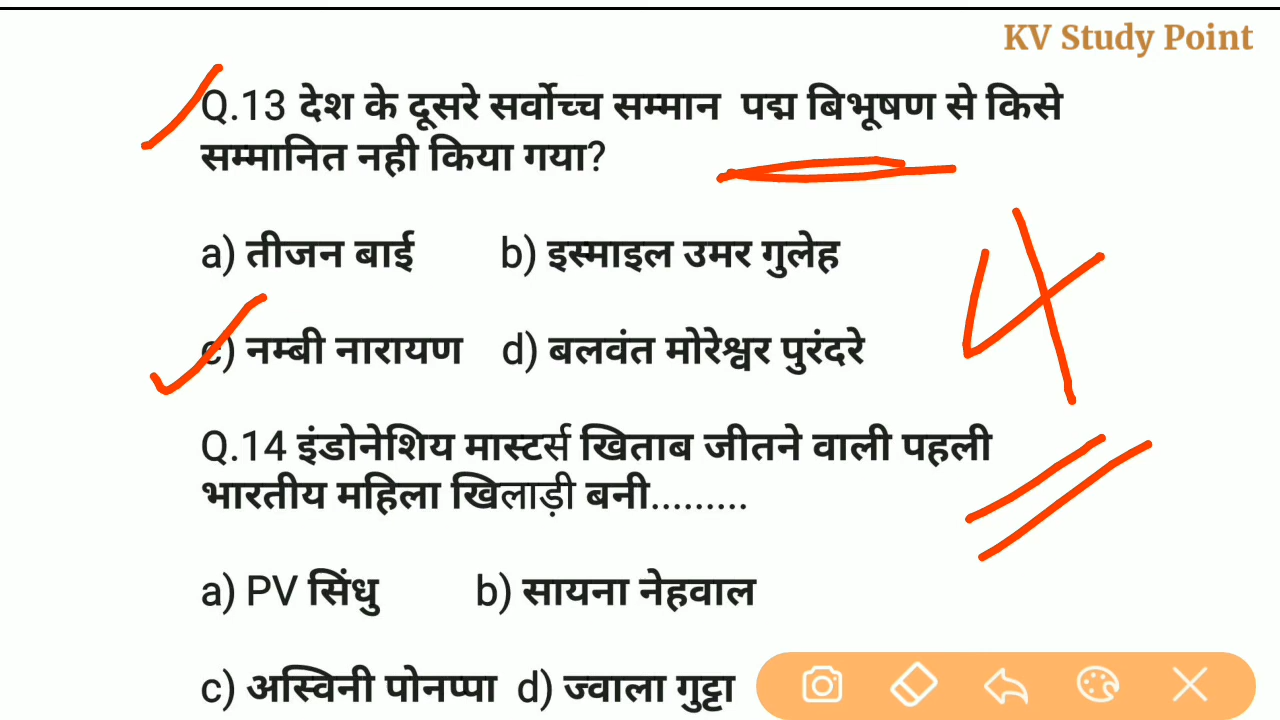 KV Study Point
Q.13 देश के दूसरे सर्वोच्च सम्मान पद्म बिभूषण से किसे
सम्मानित नही किया गया?
a) तीजन बाई b) इस्माइल उमर गुलेह
c) नम्बी नारायण d) बलवंत मोरेश्वर पुरंदरे
4
Q.14 इंडोनेशिय मास्टर्स खिताब जीतने वाली पहली
भारतीय महिला खिलाड़ी बनी.........
a) PV सिंधु b) सायना नेहवाल
c) अस्विनी पोनप्पा d) ज्वाला गुट्टा